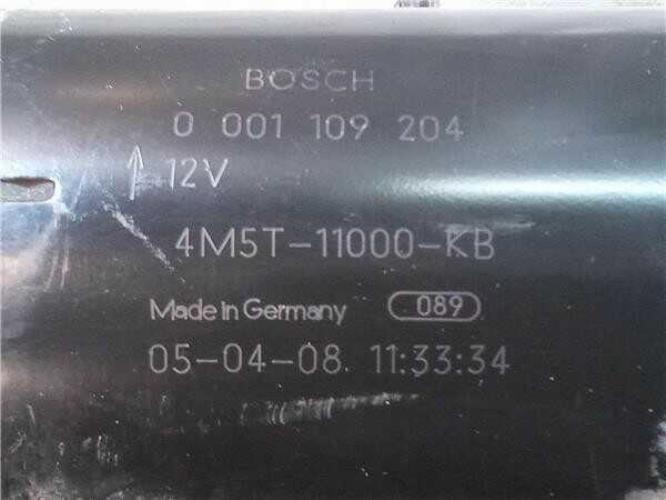 BOSCH
0 001 109 204
12V
4M5T-11000-KB
Made in Germany 089
05-04-08 11:33:34